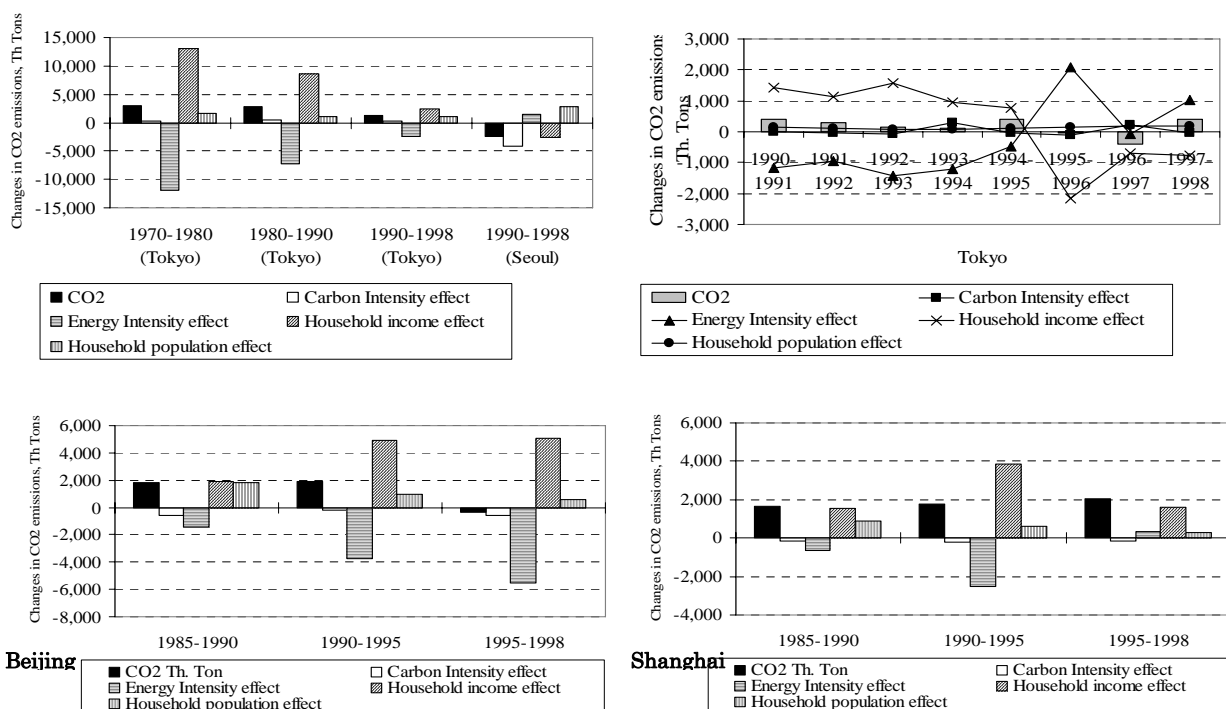 Changes in CO2 emissions, Th Tons
15,000
10,000
5,000
0
-5,000
-10,000
-15,000
1970-1980 1980-1990 1990-1998 1990-1998
(Tokyo) (Tokyo) (Tokyo) (Seoul)
CO2 Carbon Intensity effect
Energy Intensity effect Household income effect
Household population effect
Changes in CO2 emissions
Th. Tons
3,000
2,000
1,000
0
-1,000
-2,000
-3,000
1990- 1991- 1992- 1993- 1994- 1995- 1996- 1997-
1991 1992 1993 1994 1995 1996 1997 1998
Tokyo
CO2 Carbon Intensity effect
Energy Intensity effect Household income effect
Household population effect
Changes in CO2 emissions, Th Tons
6,000
4,000
2,000
0
-2,000
-4,000
-6,000
-8,000
1985-1990 1990-1995 1995-1998
Beijing
CO2 Th. Ton Carbon Intensity effect
Energy Intensity effect Household income effect
Household population effect
Changes in CO2 emissions, Th Tons
6,000
4,000
2,000
0
-2,000
-4,000
1985-1990 1990-1995 1995-1998
Shanghai
CO2 Th. Ton Carbon Intensity effect
Energy Intensity effect Household income effect
Household population effect